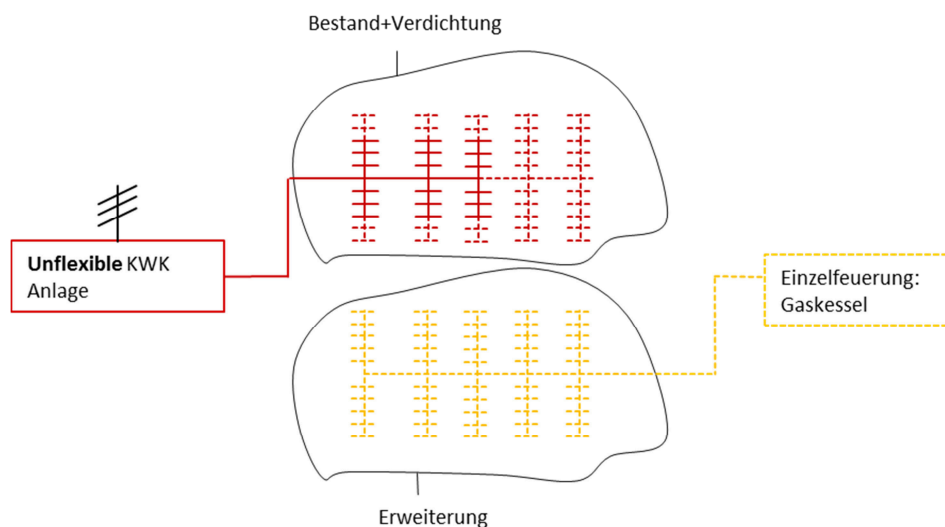 Bestand+Verdichtung
Unflexible KWK
Anlage
Einzelfeuerung:
Gaskessel
Erweiterung